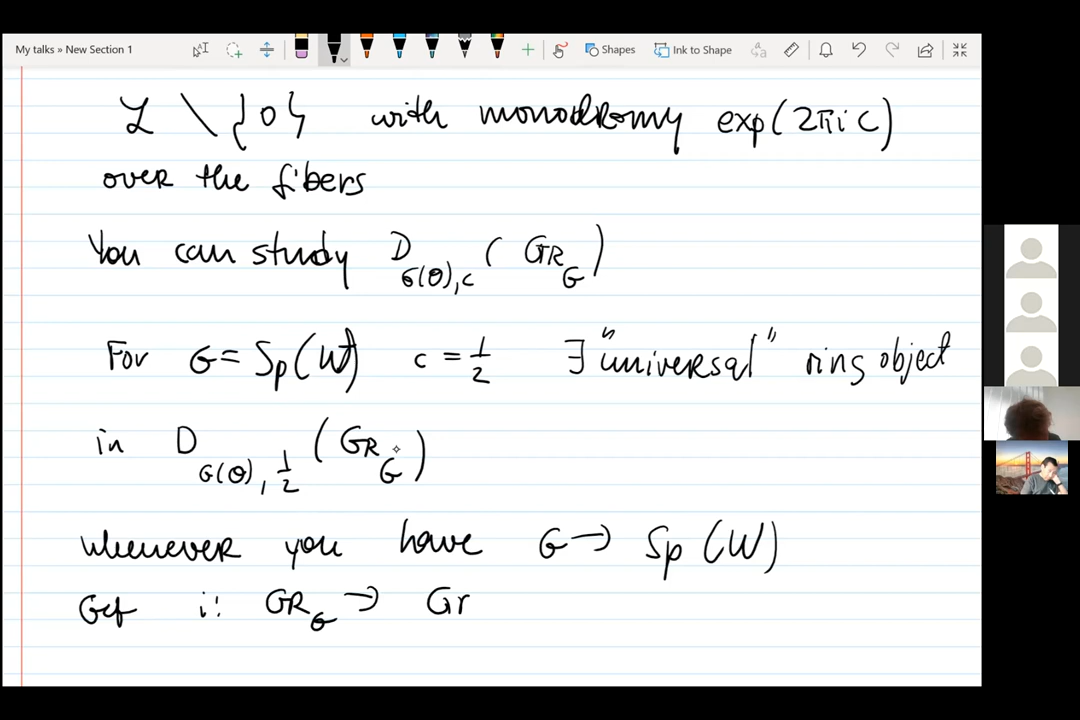 My talks » New Section 1
Shapes
Ink to Shape
ℒ \ {0} with monodromy exp(2πi c)
over the fibers
You can study D_{G(O),c} (Gr_G)
For G = Sp(W) c = 1/2 ∃ "universal" ring object
in D_{G(O), 1/2} (Gr_G)
whenever you have G → Sp(W)
Get i: Gr_G → Gr